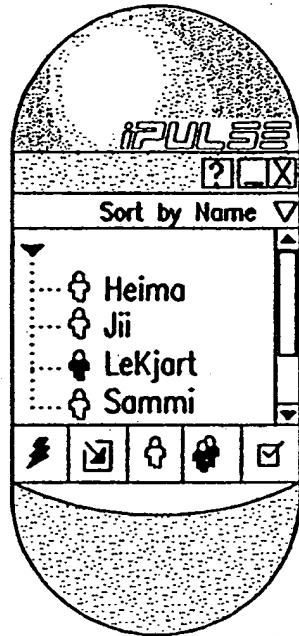 iPULSE
? _ X
Sort by Name
Heima
Jii
LeKjart
Sammi